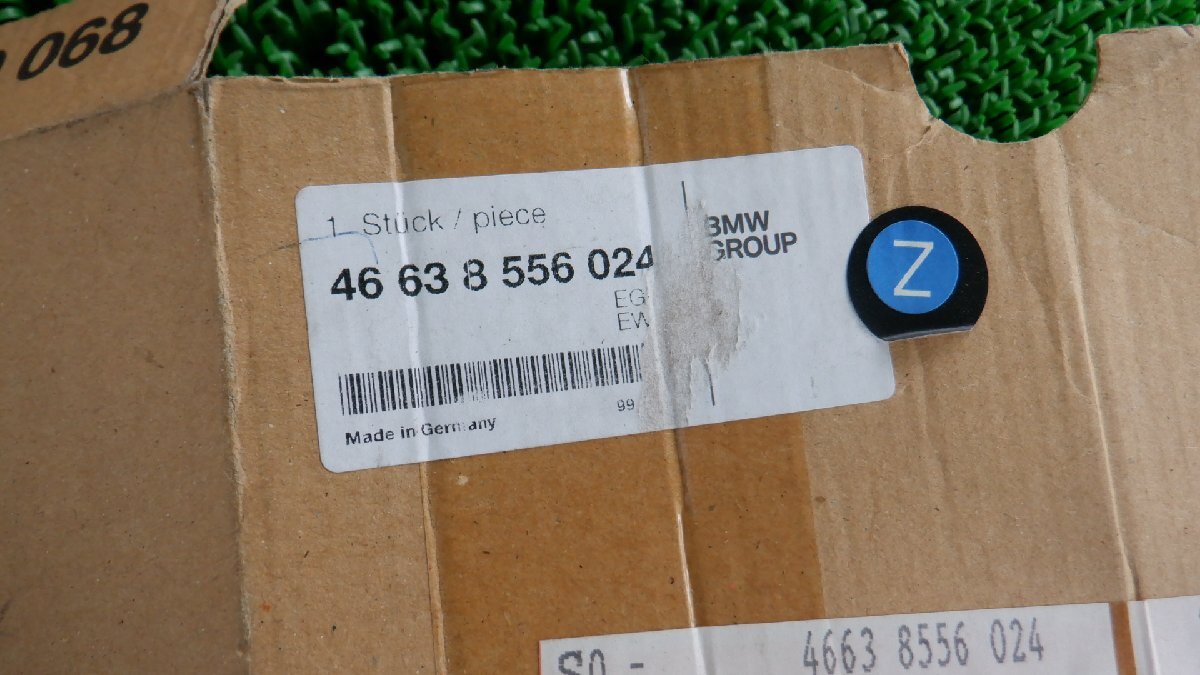 068
1 Stück / piece
46 63 8 556 024
BMW
GROUP
EG
EW
99
Made in Germany
Z
4663 8556 024